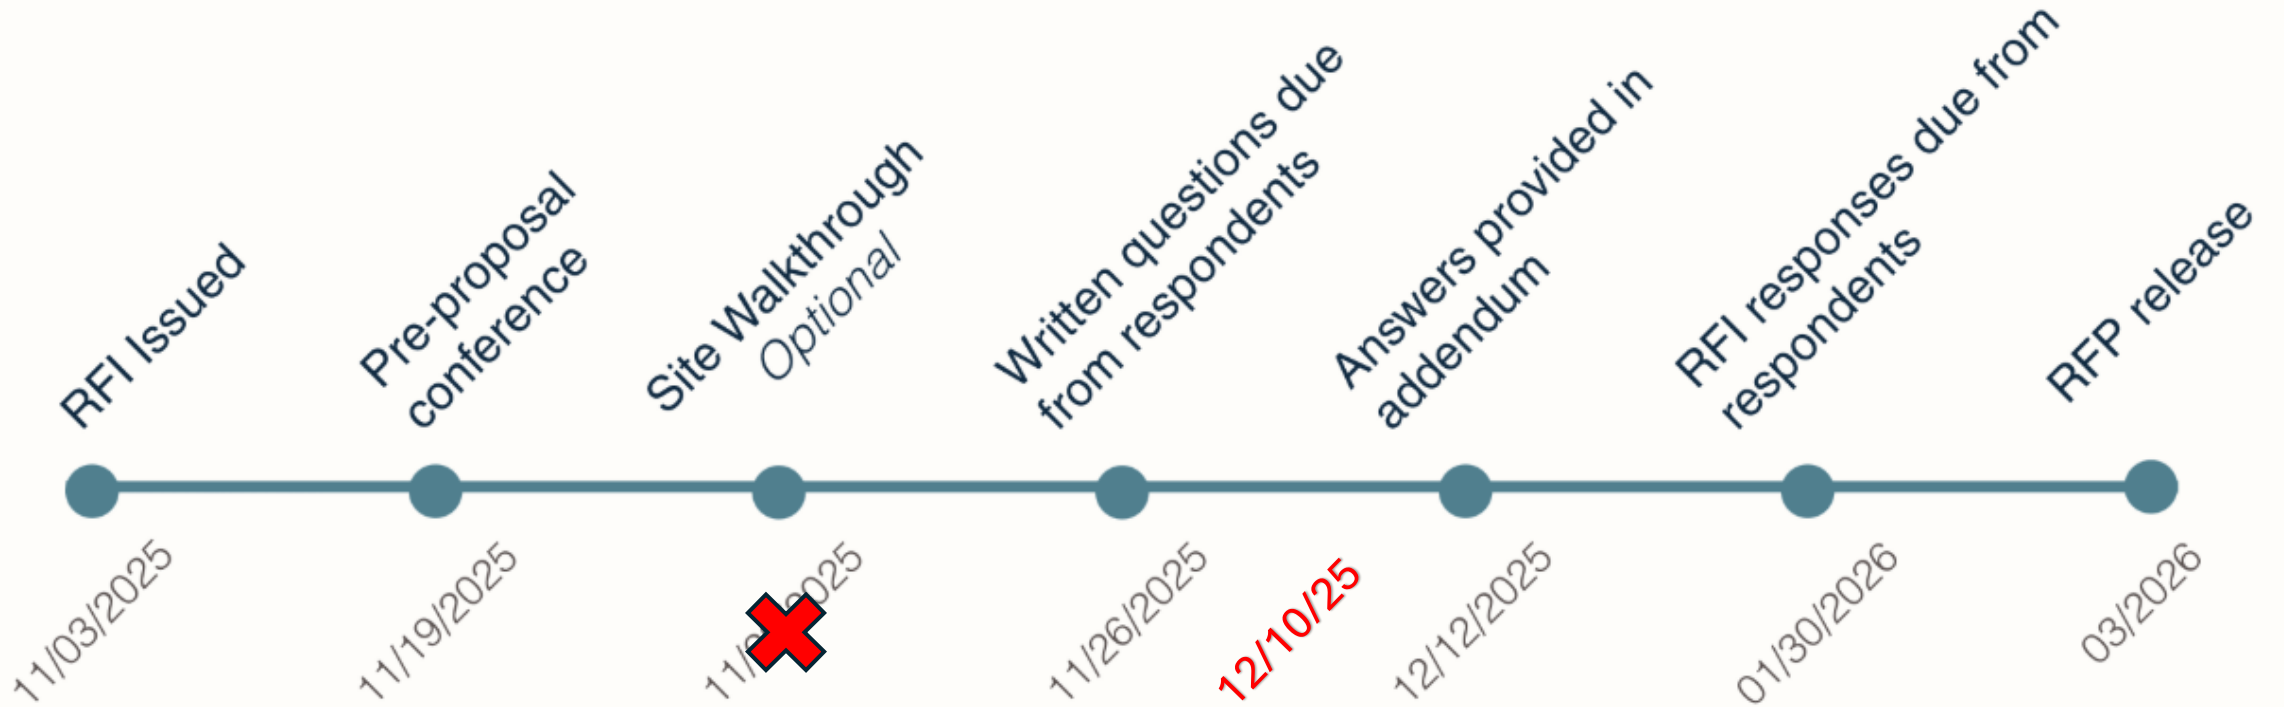 RFI Issued
Pre-proposal
conference
Site Walkthrough
Optional
Written questions due
from respondents
Answers provided in
addendum
RFI responses due from
respondents
RFP release
11/03/2025
11/19/2025
11/ 025
11/26/2025
12/10/25
12/12/2025
01/30/2026
03/2026